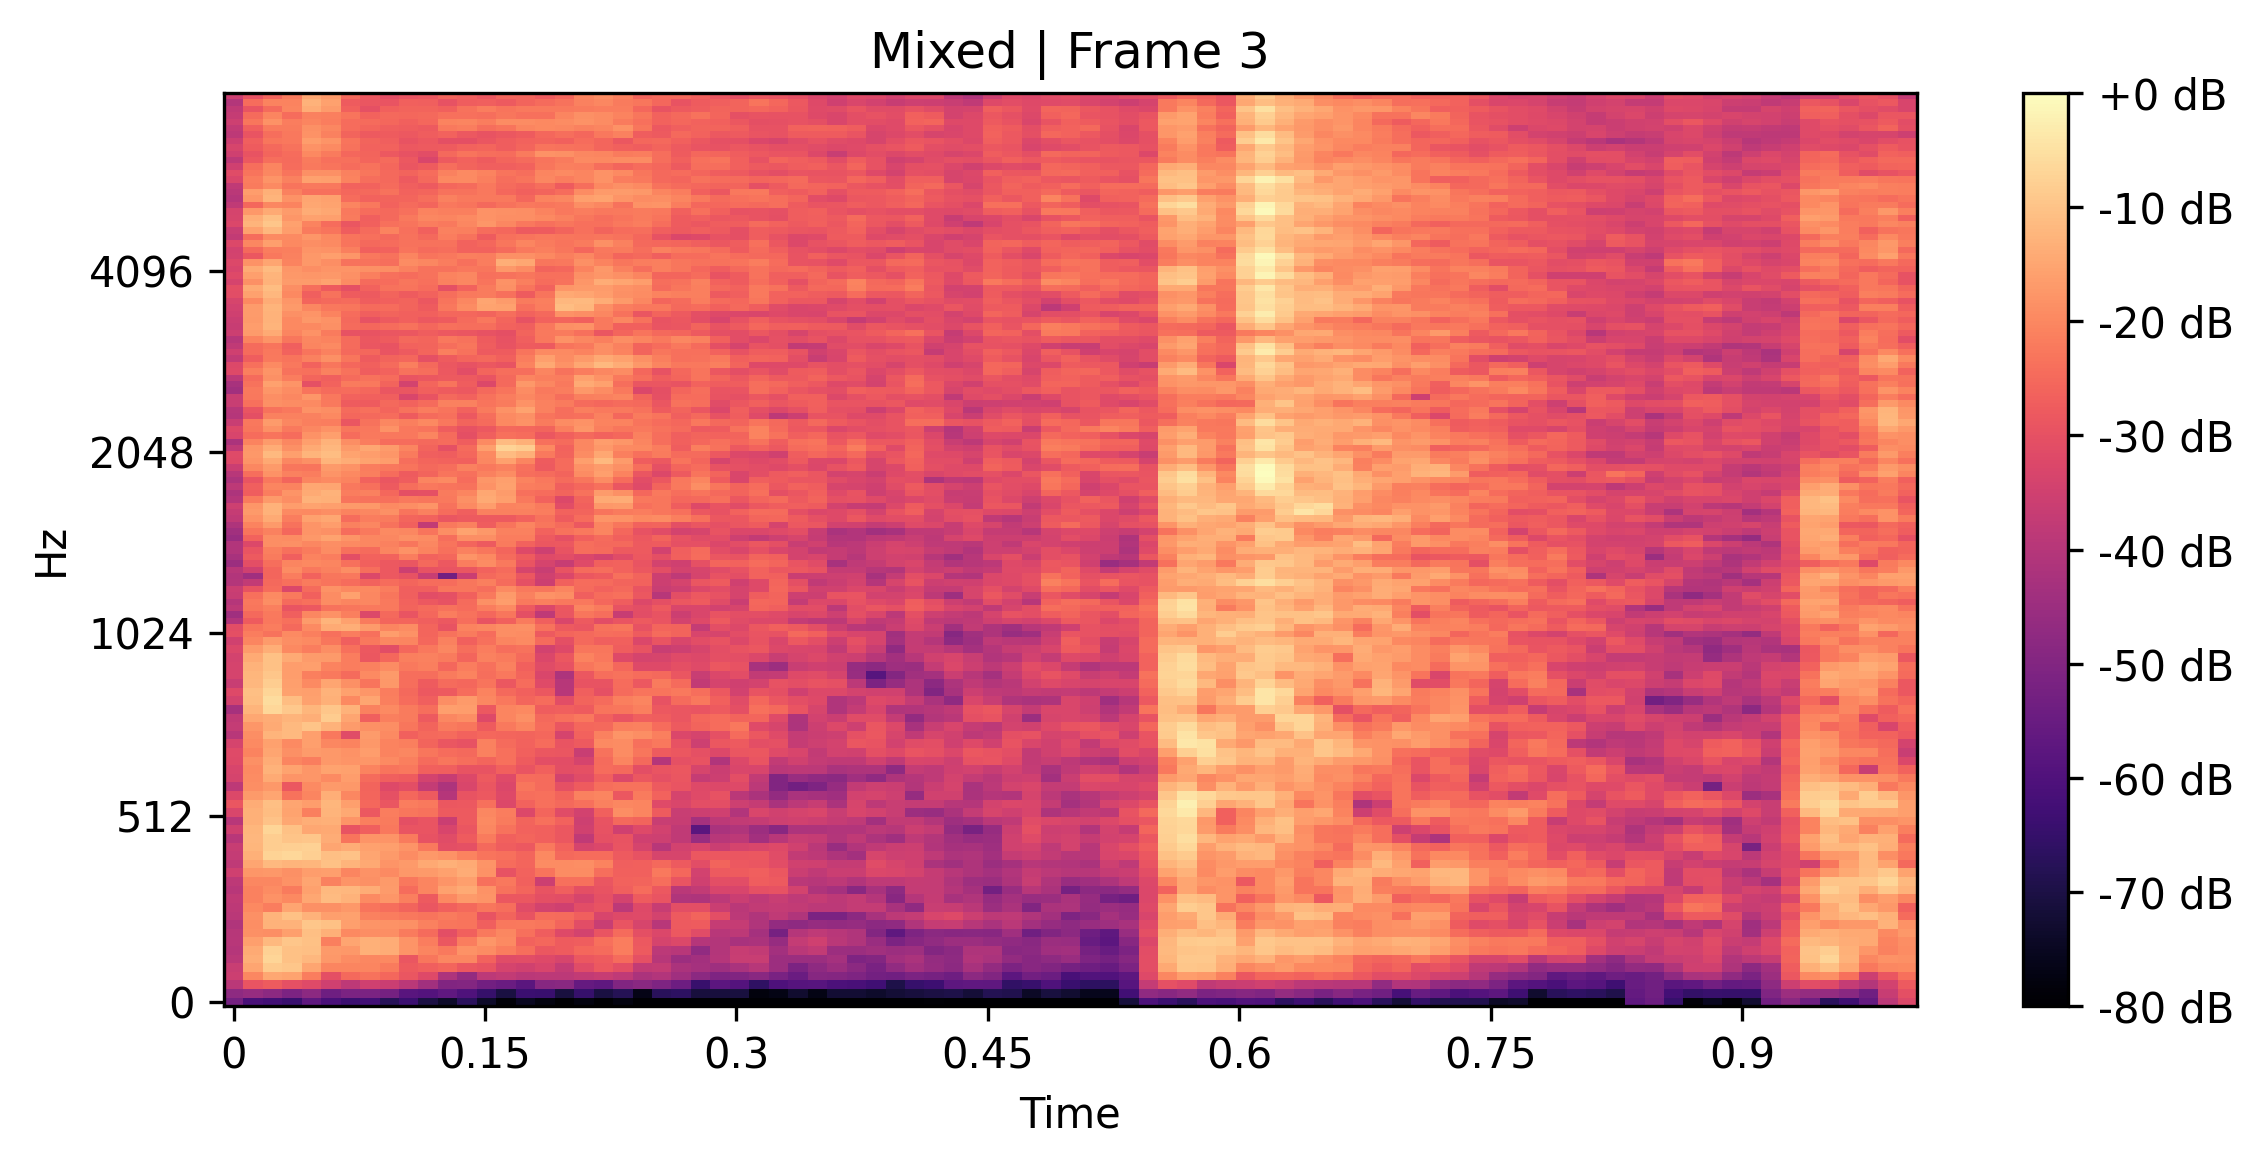 Mixed | Frame 3
+0 dB
-10 dB
-20 dB
-30 dB
-40 dB
-50 dB
-60 dB
-70 dB
-80 dB
Hz
4096
2048
1024
512
0
0 0.15 0.3 0.45 0.6 0.75 0.9
Time